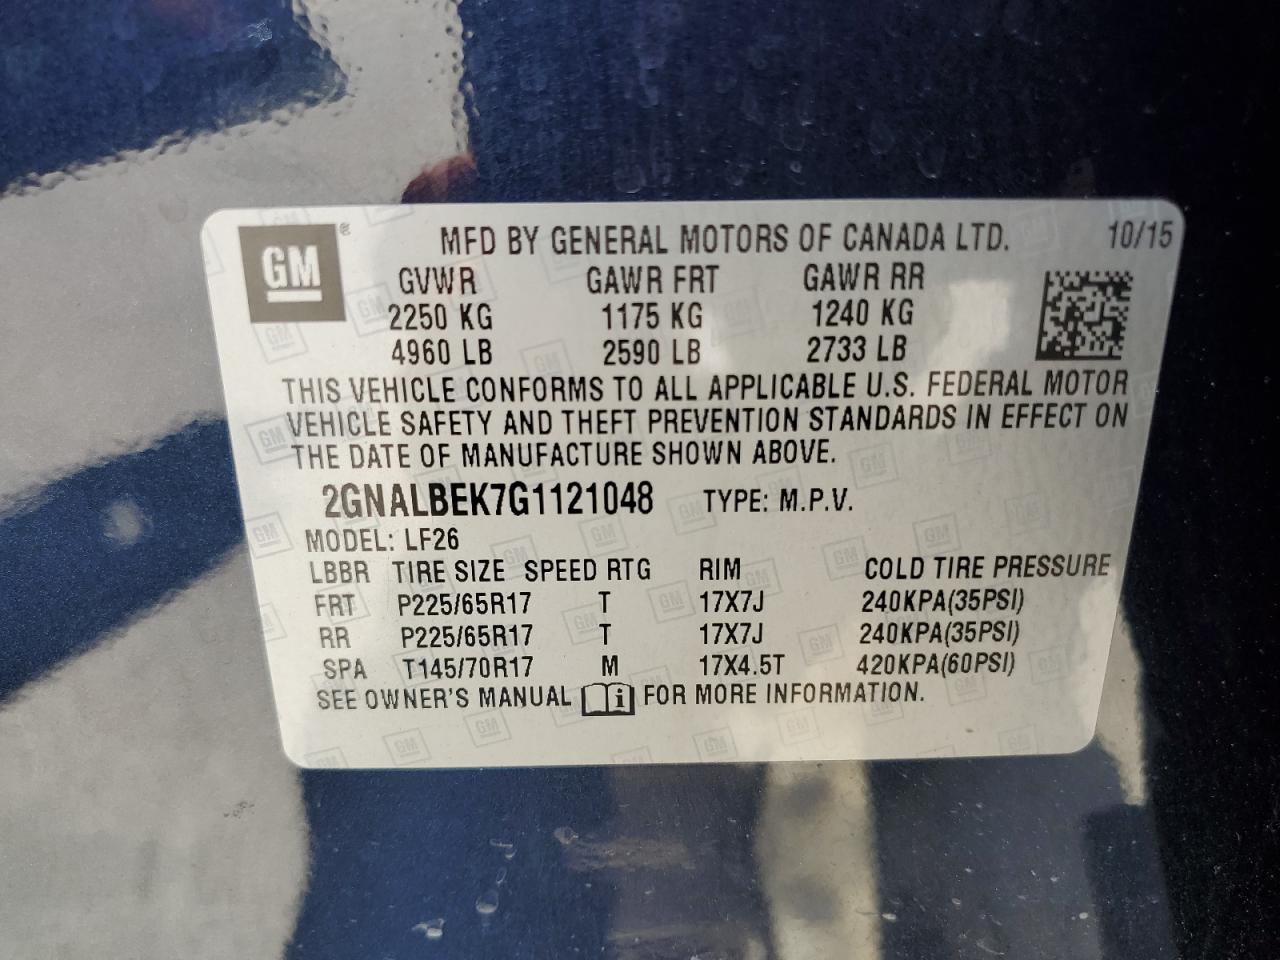 GM ® MFD BY GENERAL MOTORS OF CANADA LTD. 10/15
GVWR GAWR FRT GAWR RR
2250 KG 1175 KG 1240 KG
4960 LB 2590 LB 2733 LB
THIS VEHICLE CONFORMS TO ALL APPLICABLE U.S. FEDERAL MOTOR
VEHICLE SAFETY AND THEFT PREVENTION STANDARDS IN EFFECT ON
THE DATE OF MANUFACTURE SHOWN ABOVE.
2GNALBEK7G1121048 TYPE: M.P.V.
MODEL: LF26
LBBR TIRE SIZE SPEED RTG RIM COLD TIRE PRESSURE
FRT P225/65R17 T 17X7J 240KPA(35PSI)
RR P225/65R17 T 17X7J 240KPA(35PSI)
SPA T145/70R17 M 17X4.5T 420KPA(60PSI)
SEE OWNER'S MANUAL i FOR MORE INFORMATION.